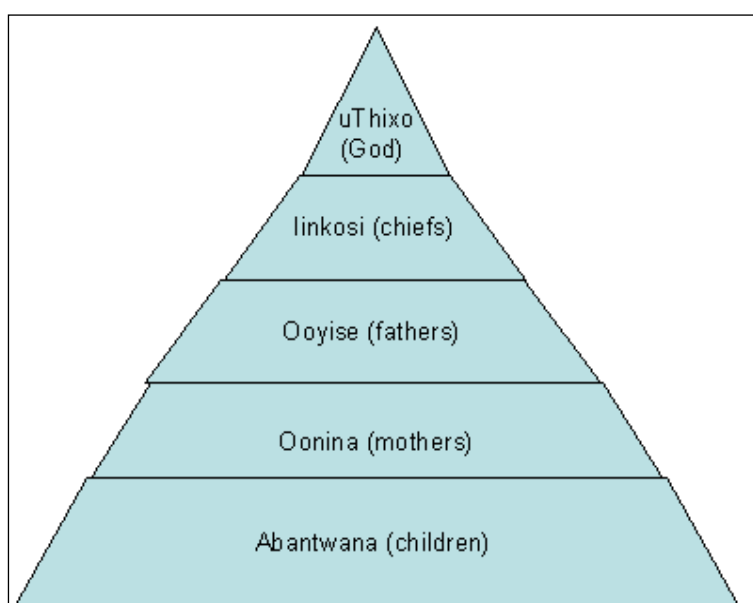 uThixo
(God)
Iinkosi (chiefs)
Ooyise (fathers)
Oonina (mothers)
Abantwana (children)